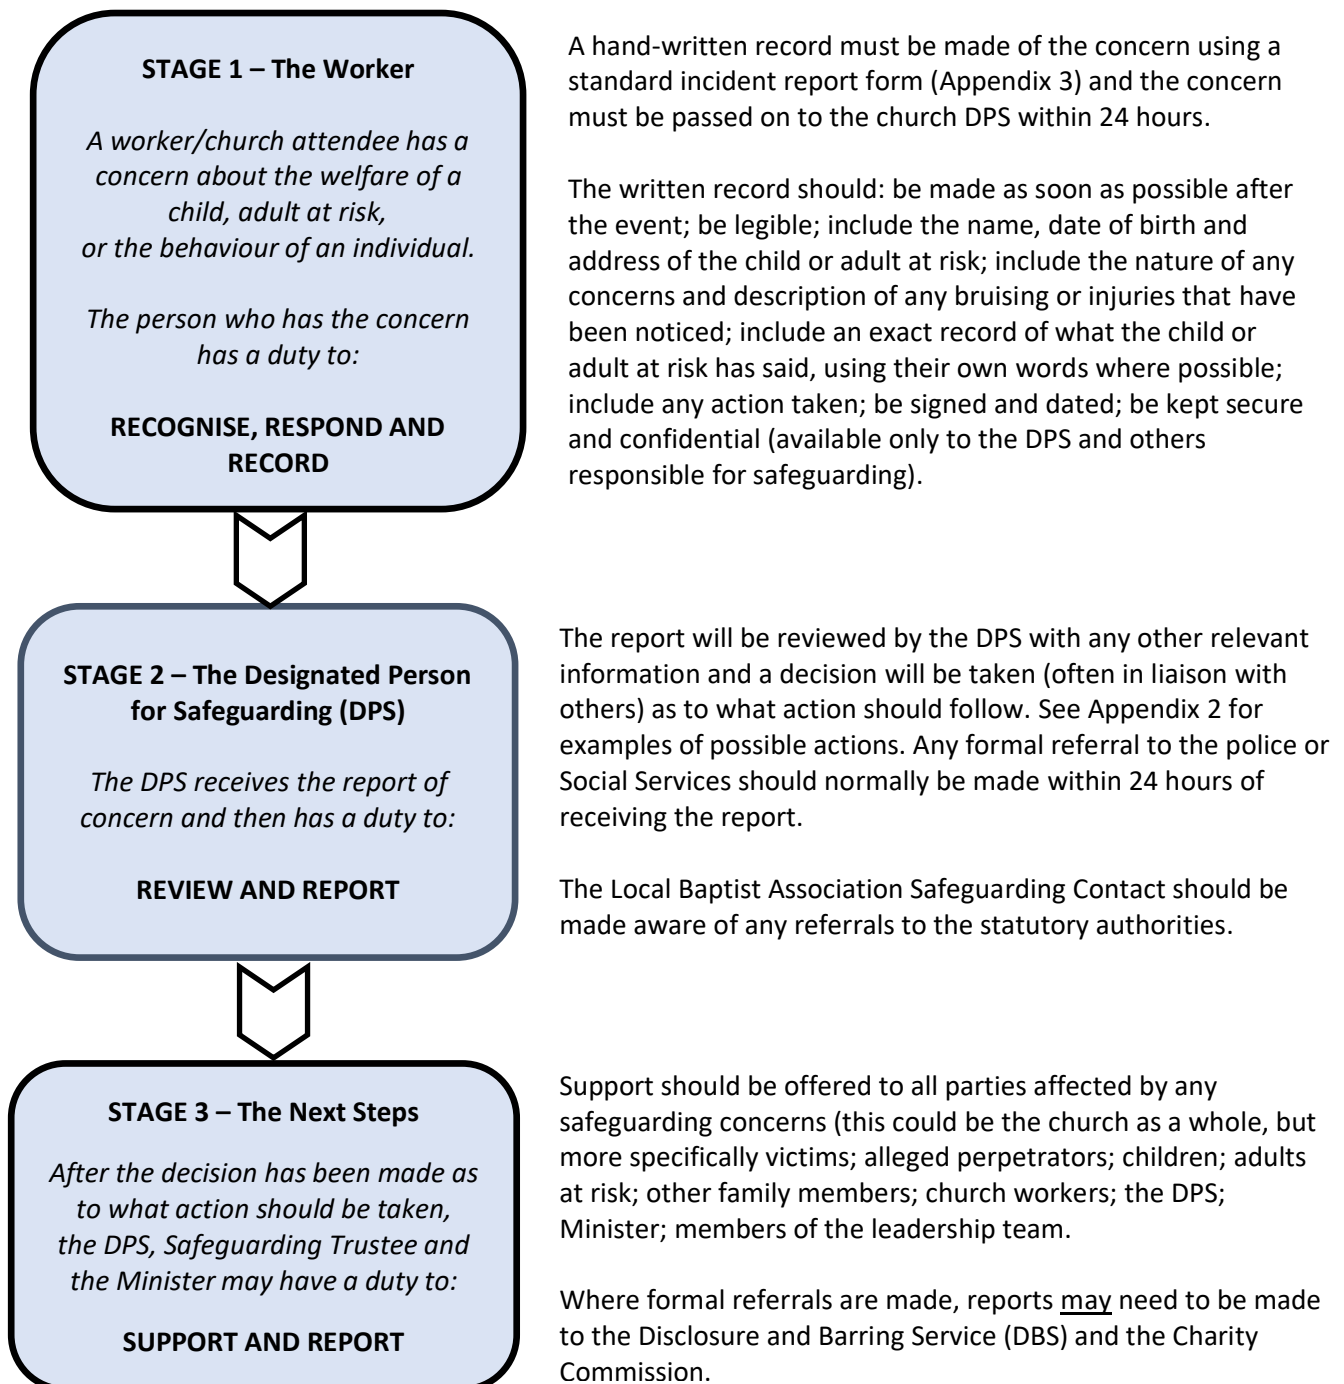 STAGE 1 – The Worker
A worker/church attendee has a
concern about the welfare of a
child, adult at risk,
or the behaviour of an individual.
The person who has the concern
has a duty to:
RECOGNISE, RESPOND AND
RECORD
A hand-written record must be made of the concern using a
standard incident report form (Appendix 3) and the concern
must be passed on to the church DPS within 24 hours.
The written record should: be made as soon as possible after
the event; be legible; include the name, date of birth and
address of the child or adult at risk; include the nature of any
concerns and description of any bruising or injuries that have
been noticed; include an exact record of what the child or
adult at risk has said, using their own words where possible;
include any action taken; be signed and dated; be kept secure
and confidential (available only to the DPS and others
responsible for safeguarding).
STAGE 2 – The Designated Person
for Safeguarding (DPS)
The DPS receives the report of
concern and then has a duty to:
REVIEW AND REPORT
The report will be reviewed by the DPS with any other relevant
information and a decision will be taken (often in liaison with
others) as to what action should follow. See Appendix 2 for
examples of possible actions. Any formal referral to the police or
Social Services should normally be made within 24 hours of
receiving the report.
The Local Baptist Association Safeguarding Contact should be
made aware of any referrals to the statutory authorities.
STAGE 3 – The Next Steps
After the decision has been made as
to what action should be taken,
the DPS, Safeguarding Trustee and
the Minister may have a duty to:
SUPPORT AND REPORT
Support should be offered to all parties affected by any
safeguarding concerns (this could be the church as a whole, but
more specifically victims; alleged perpetrators; children; adults
at risk; other family members; church workers; the DPS;
Minister; members of the leadership team.
Where formal referrals are made, reports may need to be made
to the Disclosure and Barring Service (DBS) and the Charity
Commission.